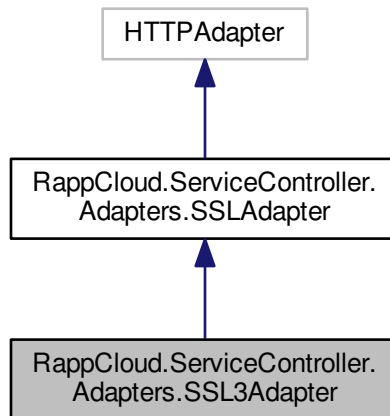 HTTPAdapter
RappCloud.ServiceController.
Adapters.SSLAdapter
RappCloud.ServiceController.
Adapters.SSL3Adapter